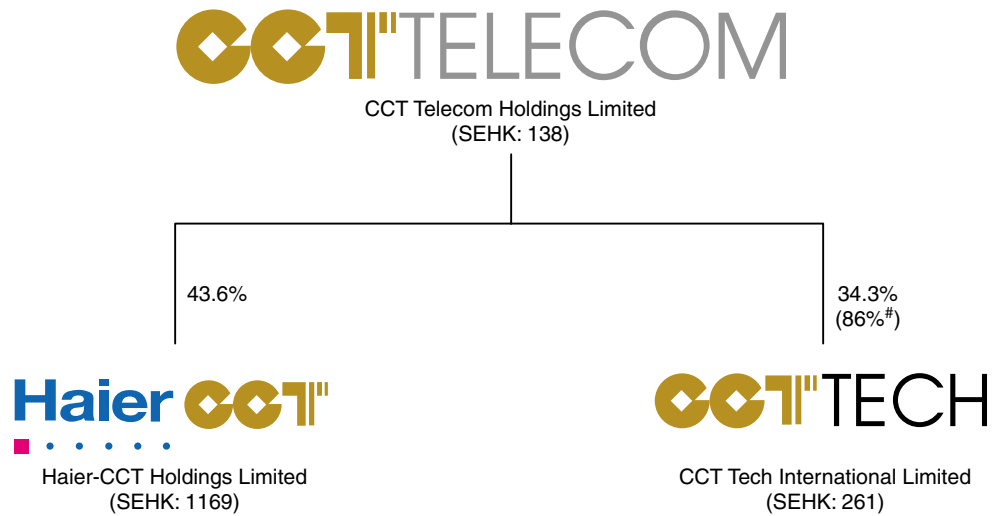 CCT TELECOM
CCT Telecom Holdings Limited
(SEHK: 138)
43.6%
34.3%
(86%#)
Haier CCT
Haier-CCT Holdings Limited
(SEHK: 1169)
CCT TECH
CCT Tech International Limited
(SEHK: 261)